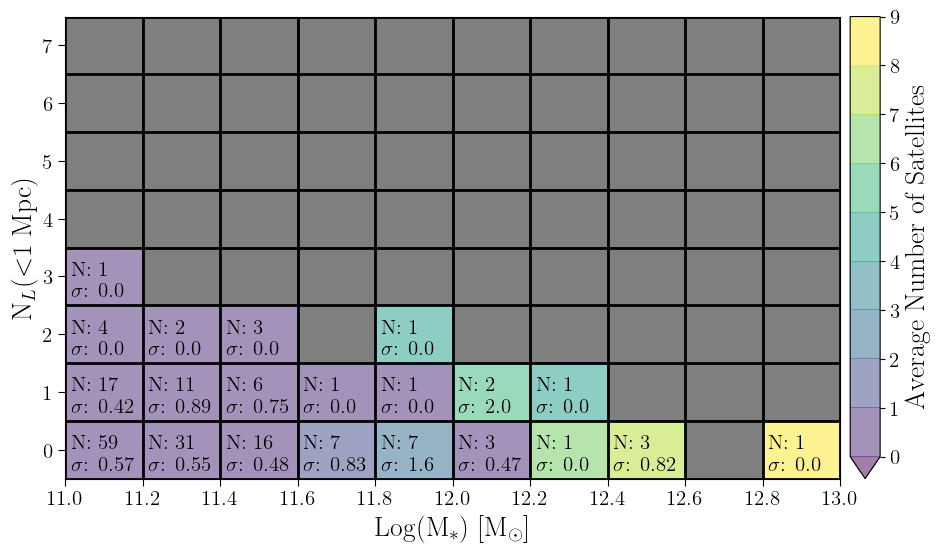 7
6
5
4
3
2
1
0
N_L(<1 Mpc)
N: 1
σ: 0.0
N: 4
σ: 0.0
N: 2
σ: 0.0
N: 3
σ: 0.0
N: 1
σ: 0.0
N: 17
σ: 0.42
N: 11
σ: 0.89
N: 6
σ: 0.75
N: 1
σ: 0.0
N: 1
σ: 0.0
N: 2
σ: 2.0
N: 1
σ: 0.0
N: 59
σ: 0.57
N: 31
σ: 0.55
N: 16
σ: 0.48
N: 7
σ: 0.83
N: 7
σ: 1.6
N: 3
σ: 0.47
N: 1
σ: 0.0
N: 3
σ: 0.82
N: 1
σ: 0.0
11.0 11.2 11.4 11.6 11.8 12.0 12.2 12.4 12.6 12.8 13.0
Log(M_*) [M_⊙]
9
8
7
6
5
4
3
2
1
0
Average Number of Satellites